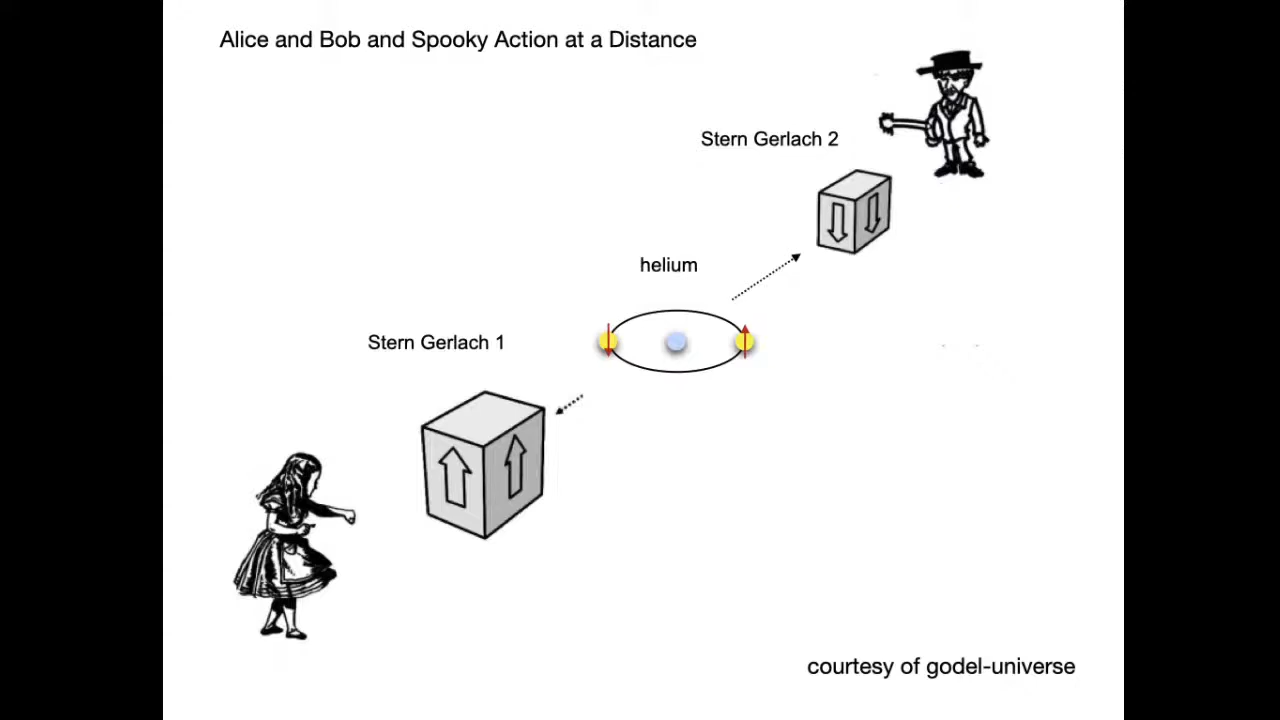 Alice and Bob and Spooky Action at a Distance
Stern Gerlach 2
helium
Stern Gerlach 1
courtesy of godel-universe